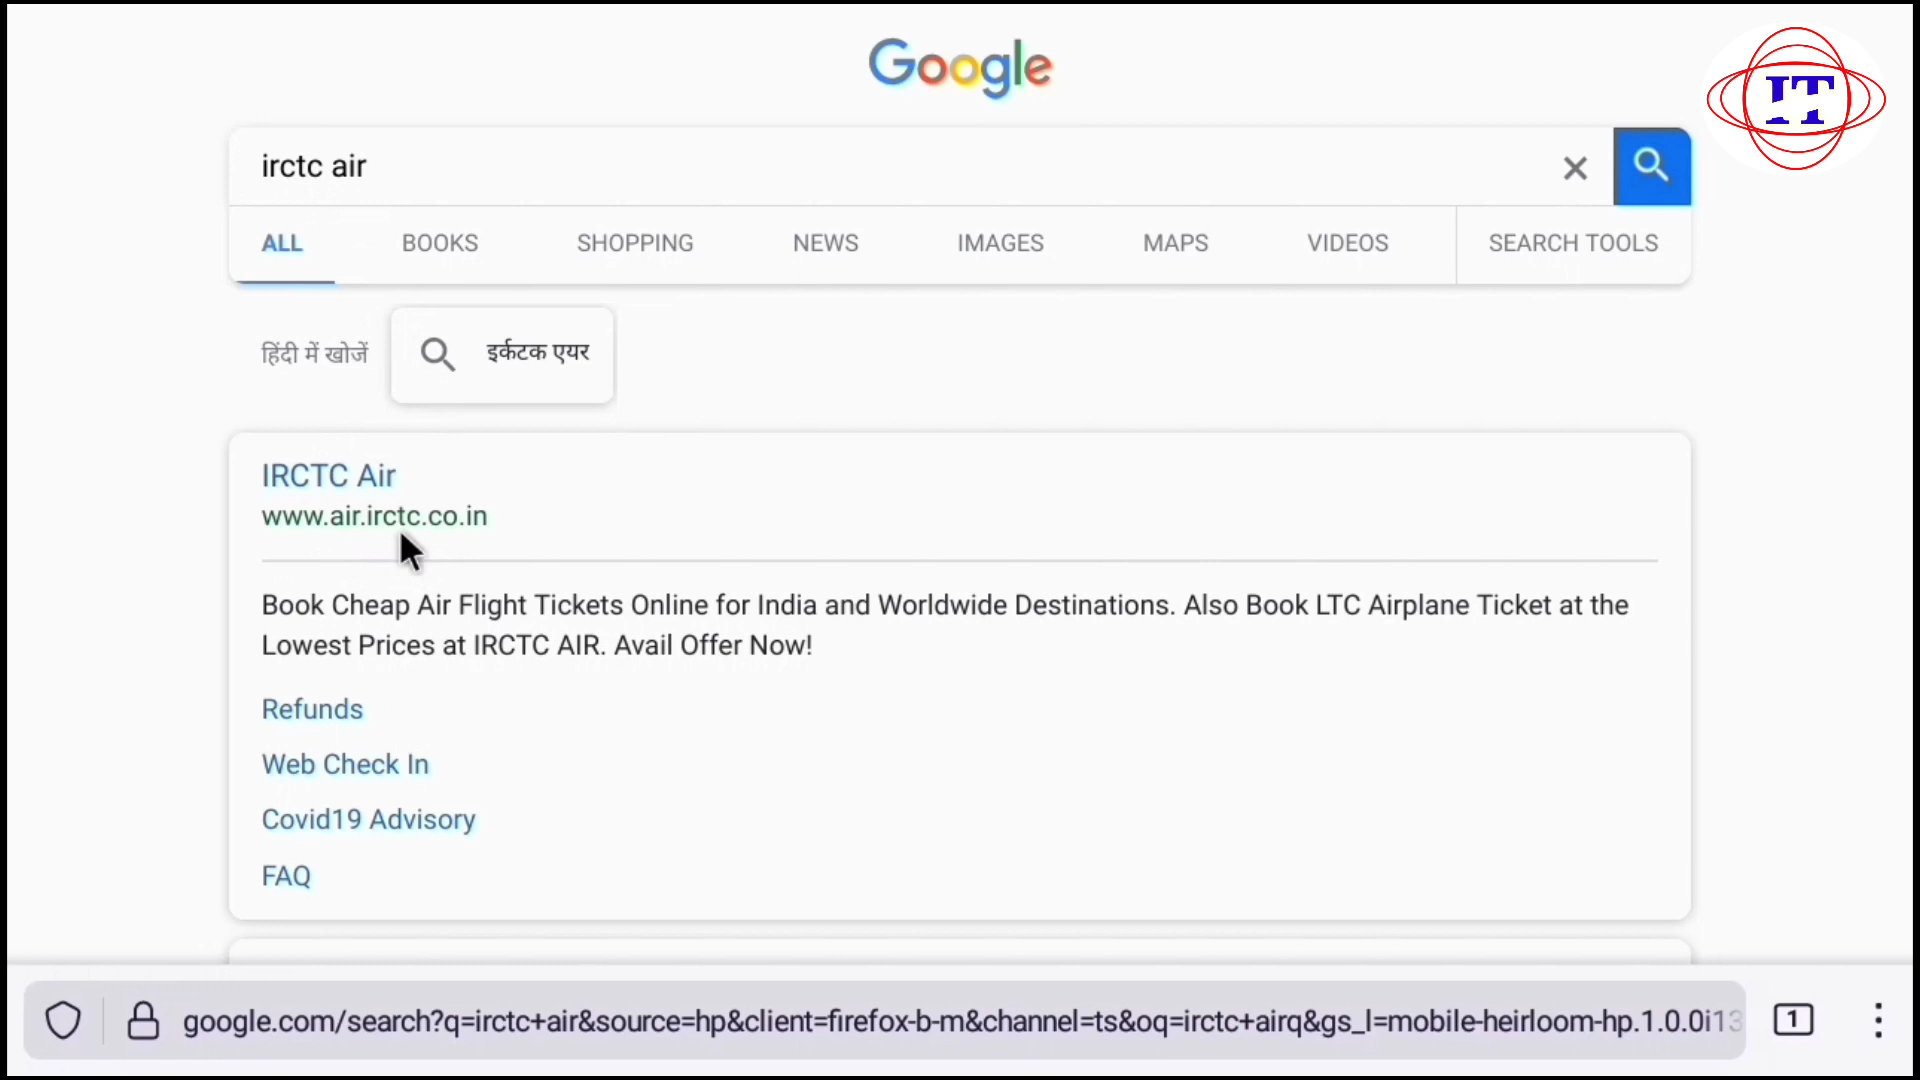 Google
IT
irctc air
ALL BOOKS SHOPPING NEWS IMAGES MAPS VIDEOS SEARCH TOOLS
हिंदी में खोजें इर्कटक एयर
IRCTC Air
www.air.irctc.co.in
Book Cheap Air Flight Tickets Online for India and Worldwide Destinations. Also Book LTC Airplane Ticket at the
Lowest Prices at IRCTC AIR. Avail Offer Now!
Refunds
Web Check In
Covid19 Advisory
FAQ
google.com/search?q=irctc+air&source=hp&client=firefox-b-m&channel=ts&oq=irctc+airq&gs_l=mobile-heirloom-hp.1.0.0i13 1